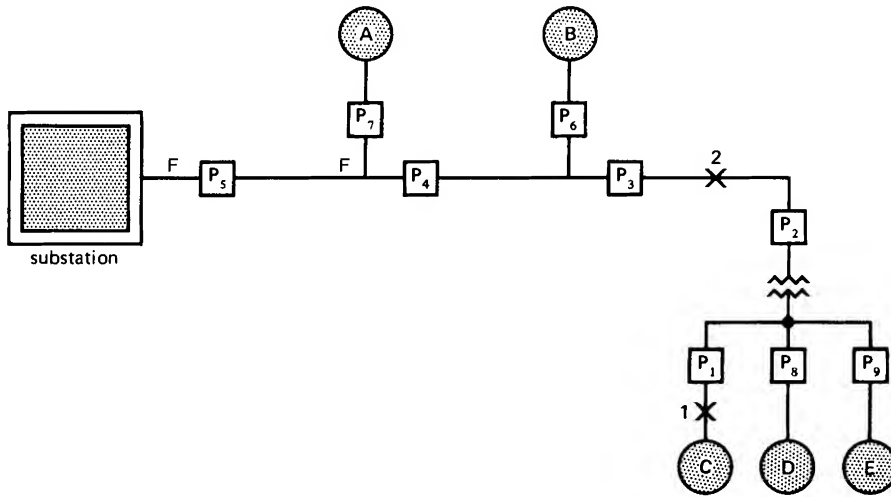 A
B
P₇
P₆
F
P₅
F
P₄
P₃
2
substation
P₂
P₁
P₈
P₉
1
C
D
E